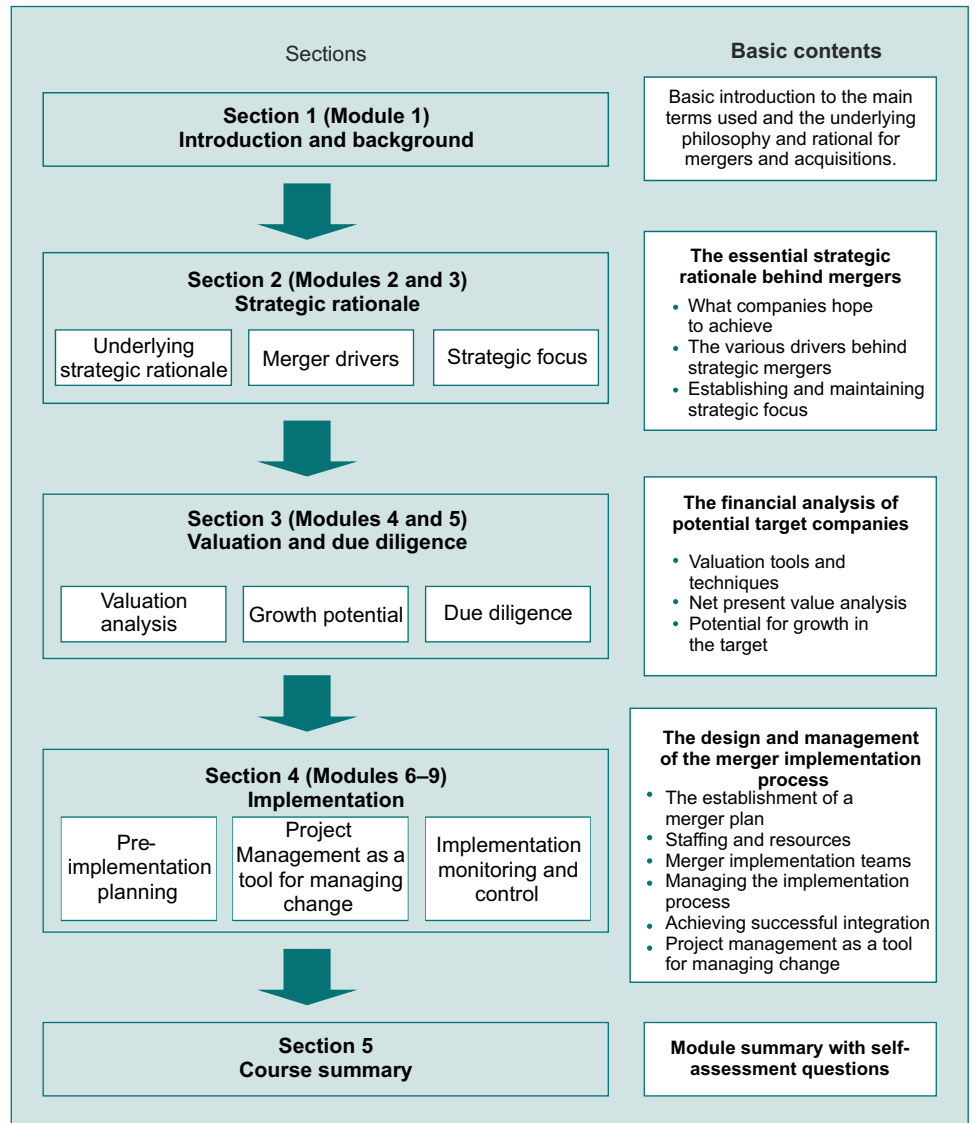 Sections
Basic contents
Section 1 (Module 1)
Introduction and background
Basic introduction to the main
terms used and the underlying
philosophy and rational for
mergers and acquisitions.
Section 2 (Modules 2 and 3)
Strategic rationale
Underlying
strategic rationale
Merger drivers
Strategic focus
The essential strategic
rationale behind mergers
• What companies hope
to achieve
• The various drivers behind
strategic mergers
• Establishing and maintaining
strategic focus
Section 3 (Modules 4 and 5)
Valuation and due diligence
Valuation
analysis
Growth potential
Due diligence
The financial analysis of
potential target companies
• Valuation tools and
techniques
• Net present value analysis
• Potential for growth in
the target
Section 4 (Modules 6–9)
Implementation
Pre-
implementation
planning
Project
Management as a
tool for managing
change
Implementation
monitoring and
control
The design and management
of the merger implementation
process
• The establishment of a
merger plan
• Staffing and resources
• Merger implementation teams
• Managing the implementation
process
• Achieving successful integration
• Project management as a tool
for managing change
Section 5
Course summary
Module summary with self-
assessment questions